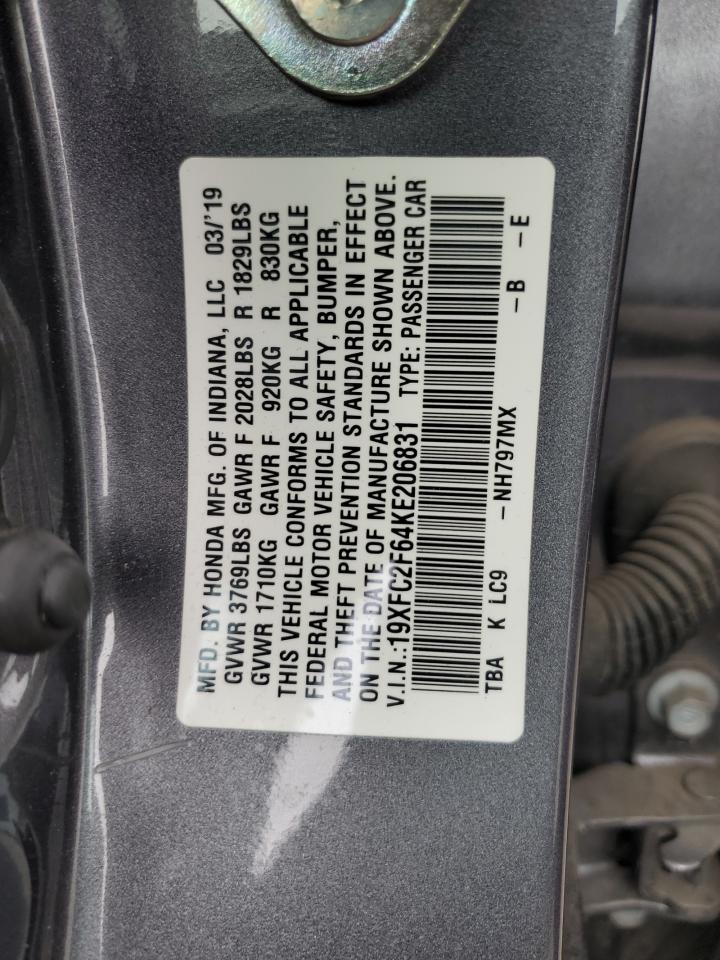 MFD. BY HONDA MFG. OF INDIANA, LLC 03/'19
GVWR 3769LBS GAWR F 2028LBS R 1829LBS
GVWR 1710KG GAWR F 920KG R 830KG
THIS VEHICLE CONFORMS TO ALL APPLICABLE
FEDERAL MOTOR VEHICLE SAFETY, BUMPER,
AND THEFT PREVENTION STANDARDS IN EFFECT
ON THE DATE OF MANUFACTURE SHOWN ABOVE.
V.I.N.:19XFC2F64KE206831 TYPE: PASSENGER CAR
TBA K LC9 -NH797MX -B -E